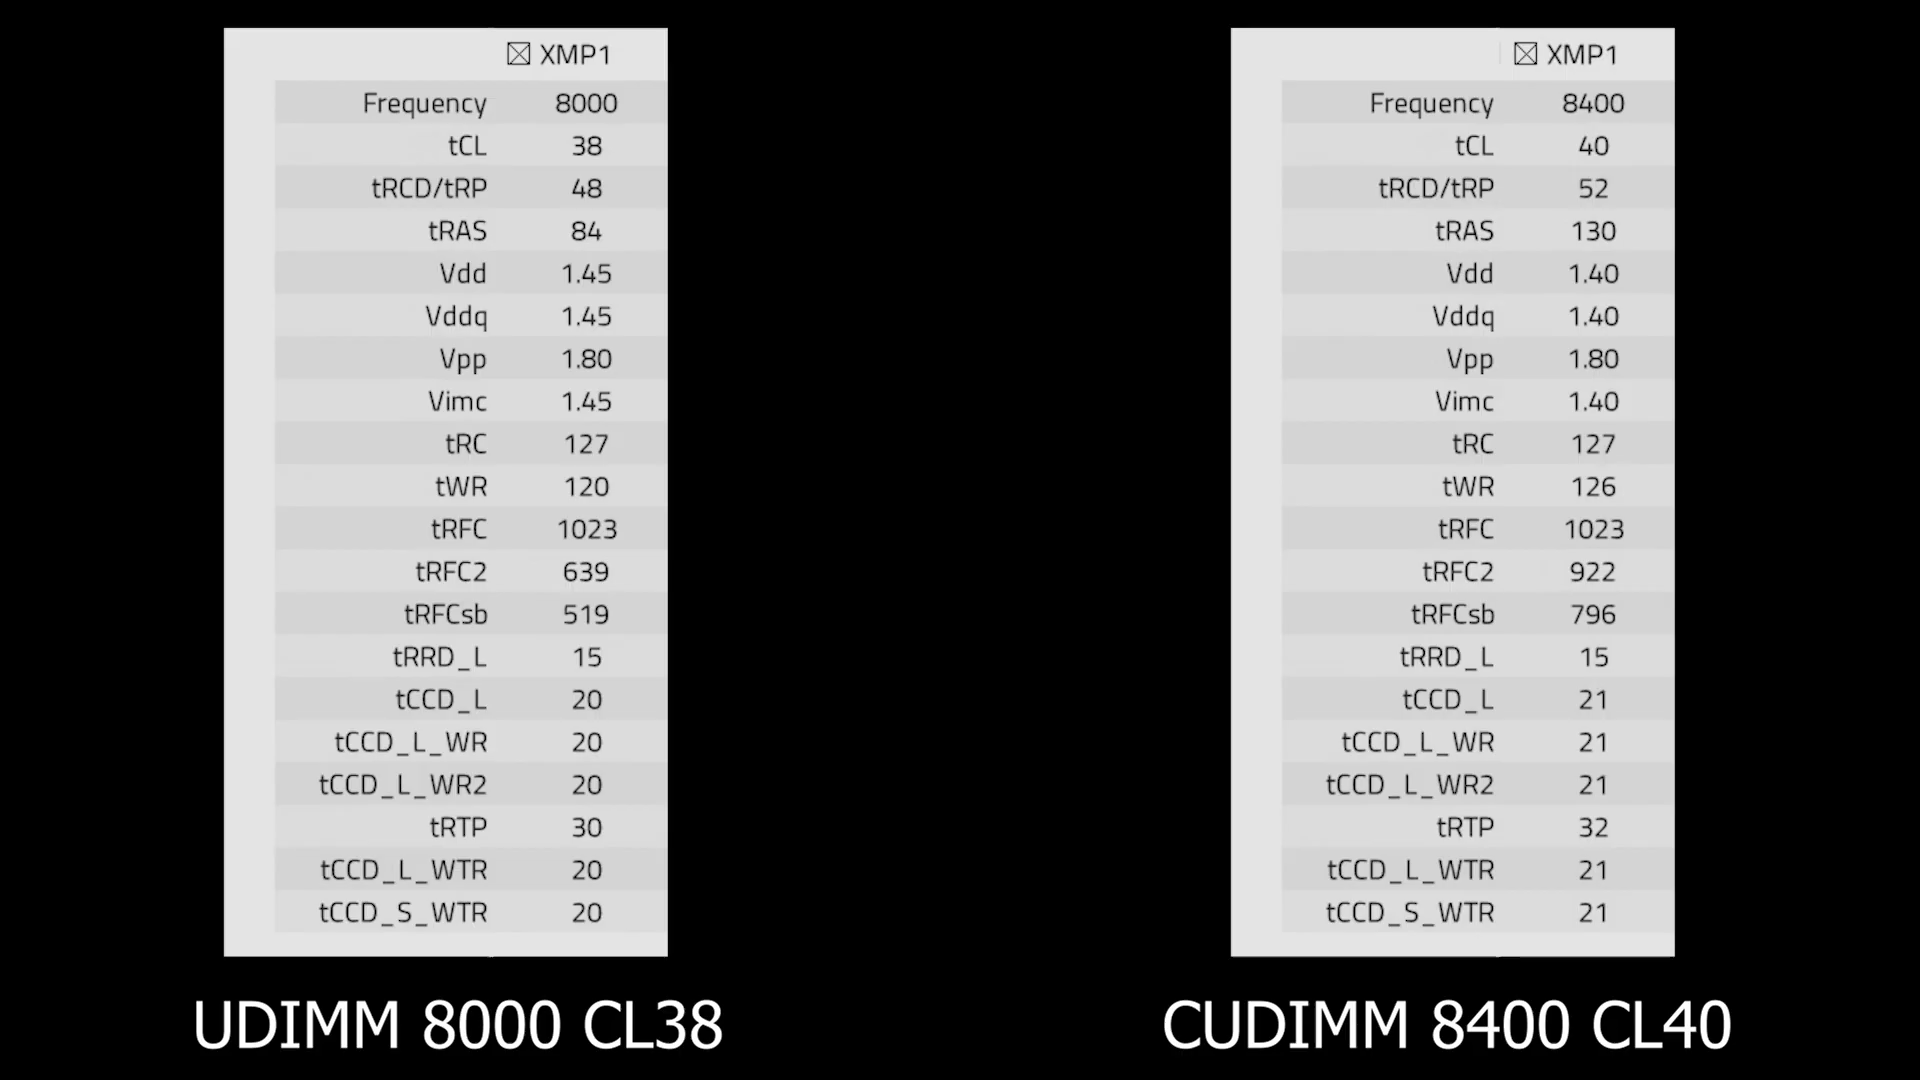 XMP1
Frequency 8000
tCL 38
tRCD/tRP 48
tRAS 84
Vdd 1.45
Vddq 1.45
Vpp 1.80
Vimc 1.45
tRC 127
tWR 120
tRFC 1023
tRFC2 639
tRFCsb 519
tRRD_L 15
tCCD_L 20
tCCD_L_WR 20
tCCD_L_WR2 20
tRTP 30
tCCD_L_WTR 20
tCCD_S_WTR 20
UDIMM 8000 CL38
XMP1
Frequency 8400
tCL 40
tRCD/tRP 52
tRAS 130
Vdd 1.40
Vddq 1.40
Vpp 1.80
Vimc 1.40
tRC 127
tWR 126
tRFC 1023
tRFC2 922
tRFCsb 796
tRRD_L 15
tCCD_L 21
tCCD_L_WR 21
tCCD_L_WR2 21
tRTP 32
tCCD_L_WTR 21
tCCD_S_WTR 21
CUDIMM 8400 CL40